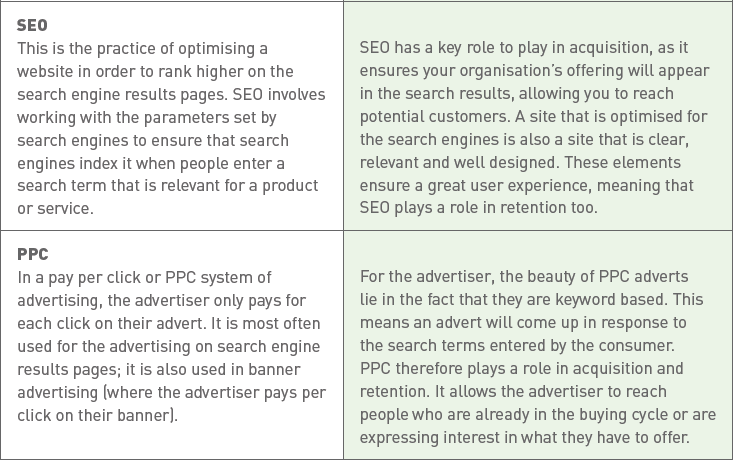 SEO
This is the practice of optimising a
website in order to rank higher on the
search engine results pages. SEO involves
working with the parameters set by
search engines to ensure that search
engines index it when people enter a
search term that is relevant for a product
or service.
SEO has a key role to play in acquisition, as it
ensures your organisation's offering will appear
in the search results, allowing you to reach
potential customers. A site that is optimised for
the search engines is also a site that is clear,
relevant and well designed. These elements
ensure a great user experience, meaning that
SEO plays a role in retention too.
PPC
In a pay per click or PPC system of
advertising, the advertiser only pays for
each click on their advert. It is most often
used for the advertising on search engine
results pages; it is also used in banner
advertising (where the advertiser pays per
click on their banner).
For the advertiser, the beauty of PPC adverts
lie in the fact that they are keyword based. This
means an advert will come up in response to
the search terms entered by the consumer.
PPC therefore plays a role in acquisition and
retention. It allows the advertiser to reach
people who are already in the buying cycle or are
expressing interest in what they have to offer.